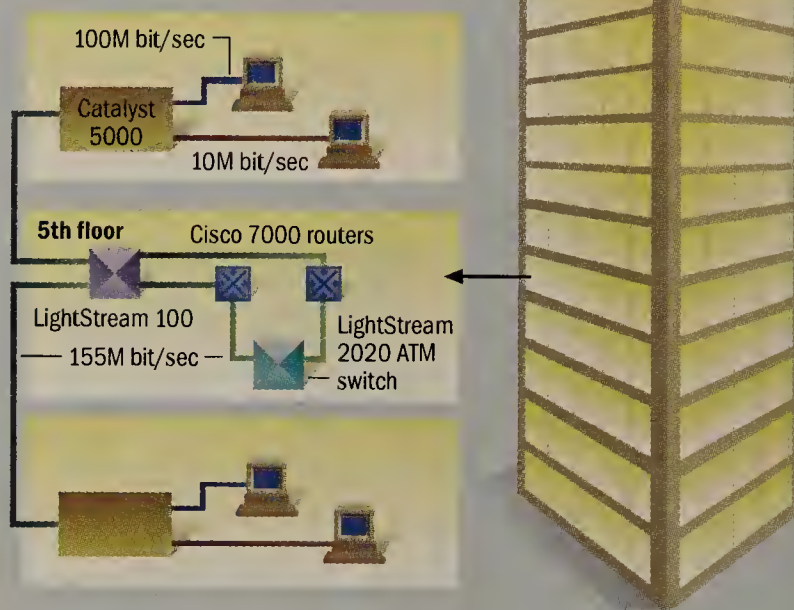 100M bit/sec
Catalyst
5000
10M bit/sec
5th floor
Cisco 7000 routers
LightStream 100
155M bit/sec
LightStream
2020 ATM
switch